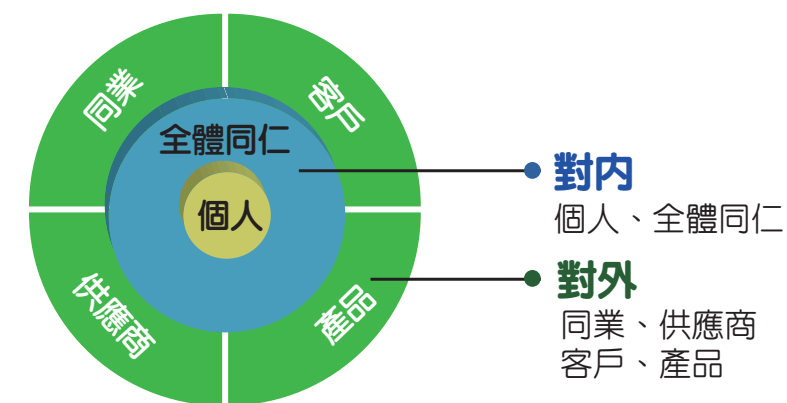 同業
客戶
全體同仁
個人
供應商
產品
對內
個人、全體同仁
對外
同業、供應商
客戶、產品